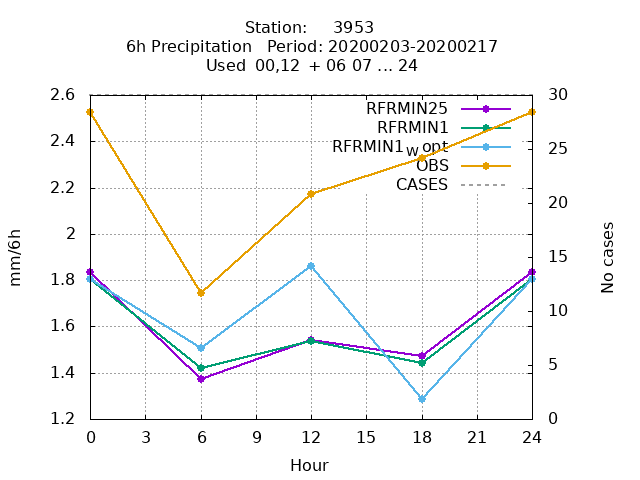 Station: 3953
6h Precipitation Period: 20200203-20200217
Used 00,12 + 06 07 ... 24
2.6
2.4
2.2
2
1.8
1.6
1.4
1.2
mm/6h
RFRMIN25
RFRMIN1
RFRMIN1W opt
OBS
CASES
30
25
20
15
10
5
0
No cases
0 3 6 9 12 15 18 21 24
Hour